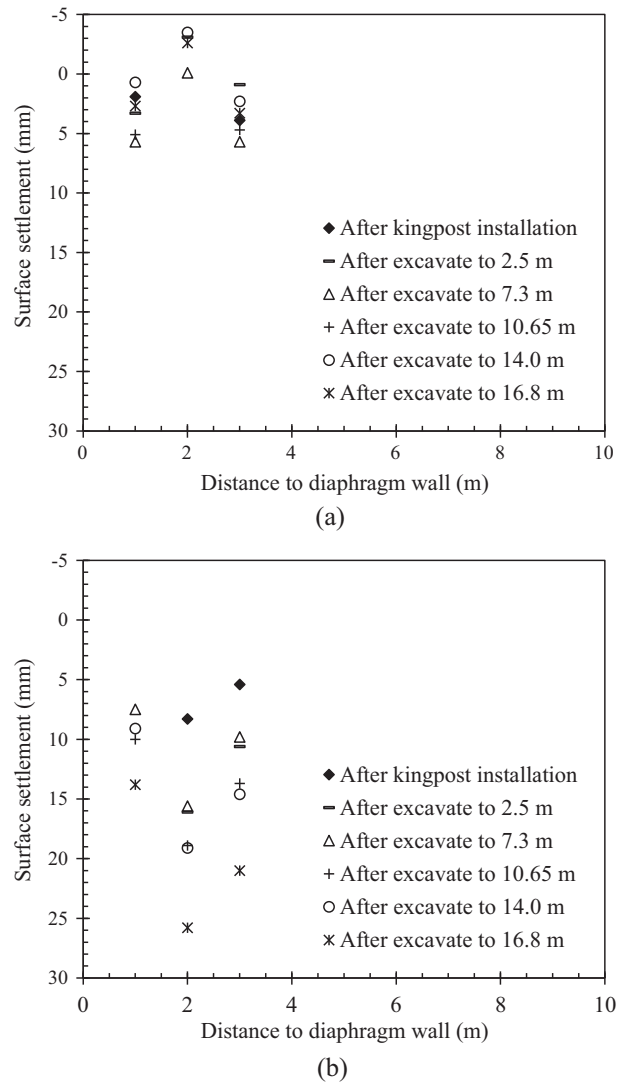 -5
0
5
10
15
20
25
30
Surface settlement (mm)
After kingpost installation
After excavate to 2.5 m
After excavate to 7.3 m
After excavate to 10.65 m
After excavate to 14.0 m
After excavate to 16.8 m
0 2 4 6 8 10
Distance to diaphragm wall (m)
(a)
-5
0
5
10
15
20
25
30
Surface settlement (mm)
After kingpost installation
After excavate to 2.5 m
After excavate to 7.3 m
After excavate to 10.65 m
After excavate to 14.0 m
After excavate to 16.8 m
0 2 4 6 8 10
Distance to diaphragm wall (m)
(b)